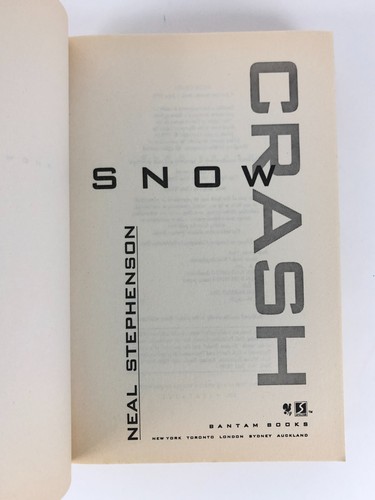 SNOW
CRASH
NEAL STEPHENSON
BANTAM BOOKS
NEW YORK TORONTO LONDON SYDNEY AUCKLAND